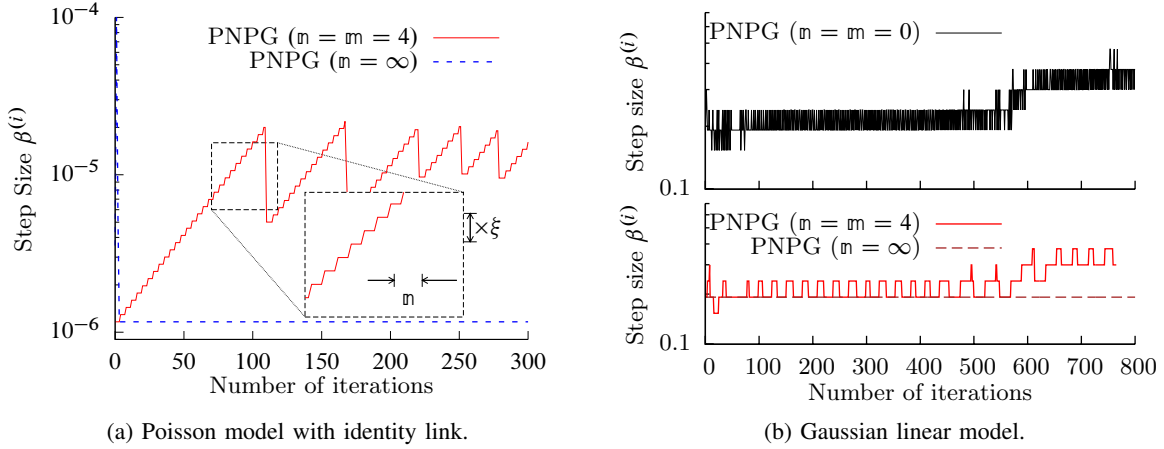 10⁻⁴
PNPG (𝕟 = 𝕞 = 4)
PNPG (𝕟 = ∞)
Step Size β⁽ⁱ⁾
10⁻⁵
×ξ
𝕟
10⁻⁶
0 50 100 150 200 250 300
Number of iterations
(a) Poisson model with identity link.
PNPG (𝕟 = 𝕞 = 0)
Step size β⁽ⁱ⁾
0.1
PNPG (𝕟 = 𝕞 = 4)
PNPG (𝕟 = ∞)
Step size β⁽ⁱ⁾
0.1
0 100 200 300 400 500 600 700 800
Number of iterations
(b) Gaussian linear model.